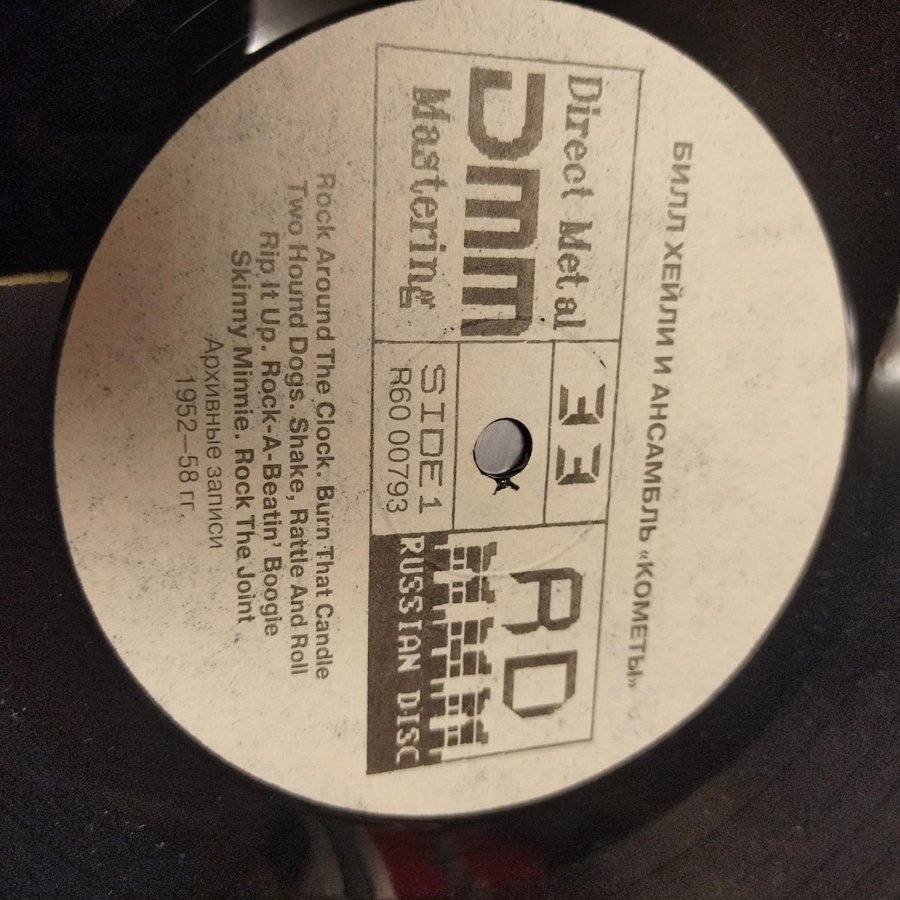 БИЛЛ ХЕЙЛИ И АНСАМБЛЬ «КОМЕТЫ»
Direct Metal
DMM
Mastering
33
SIDE 1
R60 00793
RD
RUSSIAN DISC
Rock Around The Clock. Burn That Candle
Two Hound Dogs. Shake, Rattle And Roll
Rip It Up. Rock-A-Beatin' Boogie
Skinny Minnie. Rock The Joint
Архивные записи
1952—58 гг.